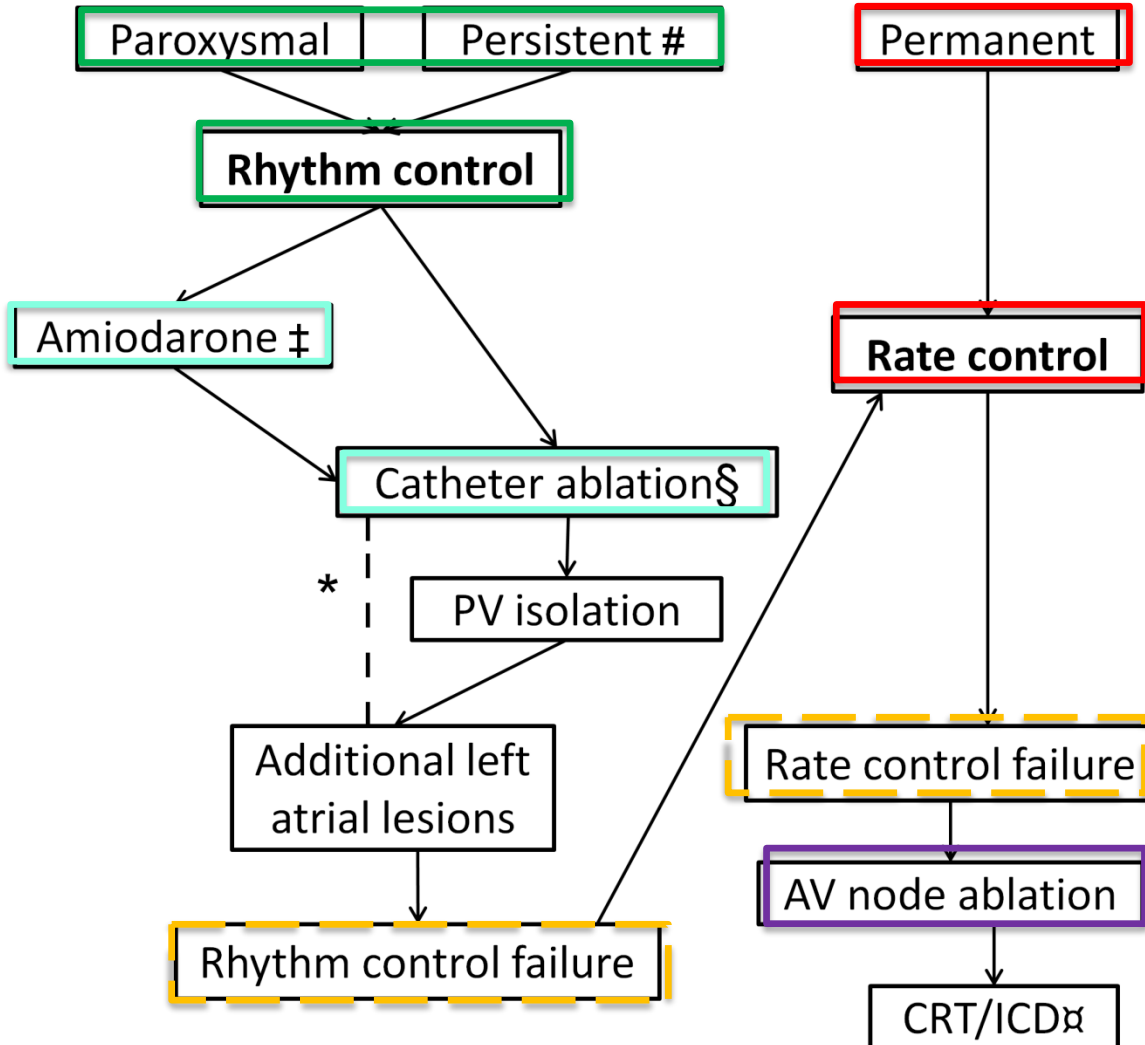 Paroxysmal
Persistent #
Permanent
Rhythm control
Amiodarone ‡
Rate control
Catheter ablation§
*
PV isolation
Additional left
atrial lesions
Rate control failure
AV node ablation
Rhythm control failure
CRT/ICD¤